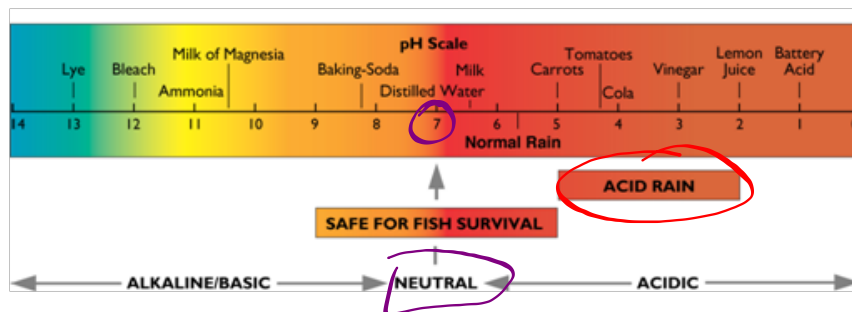 pH Scale
Milk of Magnesia Tomatoes Lemon Battery
Lye Bleach Baking-Soda Milk Carrots Vinegar Juice Acid
Ammonia Distilled Water Cola
14 13 12 11 10 9 8 7 6 5 4 3 2 1
Normal Rain
ACID RAIN
SAFE FOR FISH SURVIVAL
ALKALINE/BASIC NEUTRAL ACIDIC